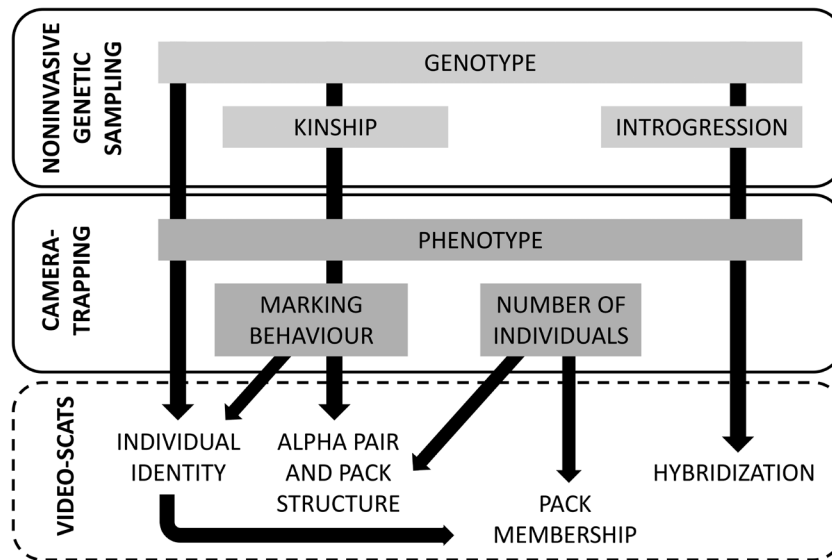 NONINVASIVE
GENETIC
SAMPLING
GENOTYPE
KINSHIP
INTROGRESSION
CAMERA-
TRAPPING
PHENOTYPE
MARKING
BEHAVIOUR
NUMBER OF
INDIVIDUALS
VIDEO-SCATS
INDIVIDUAL
IDENTITY
ALPHA PAIR
AND PACK
STRUCTURE
PACK
MEMBERSHIP
HYBRIDIZATION